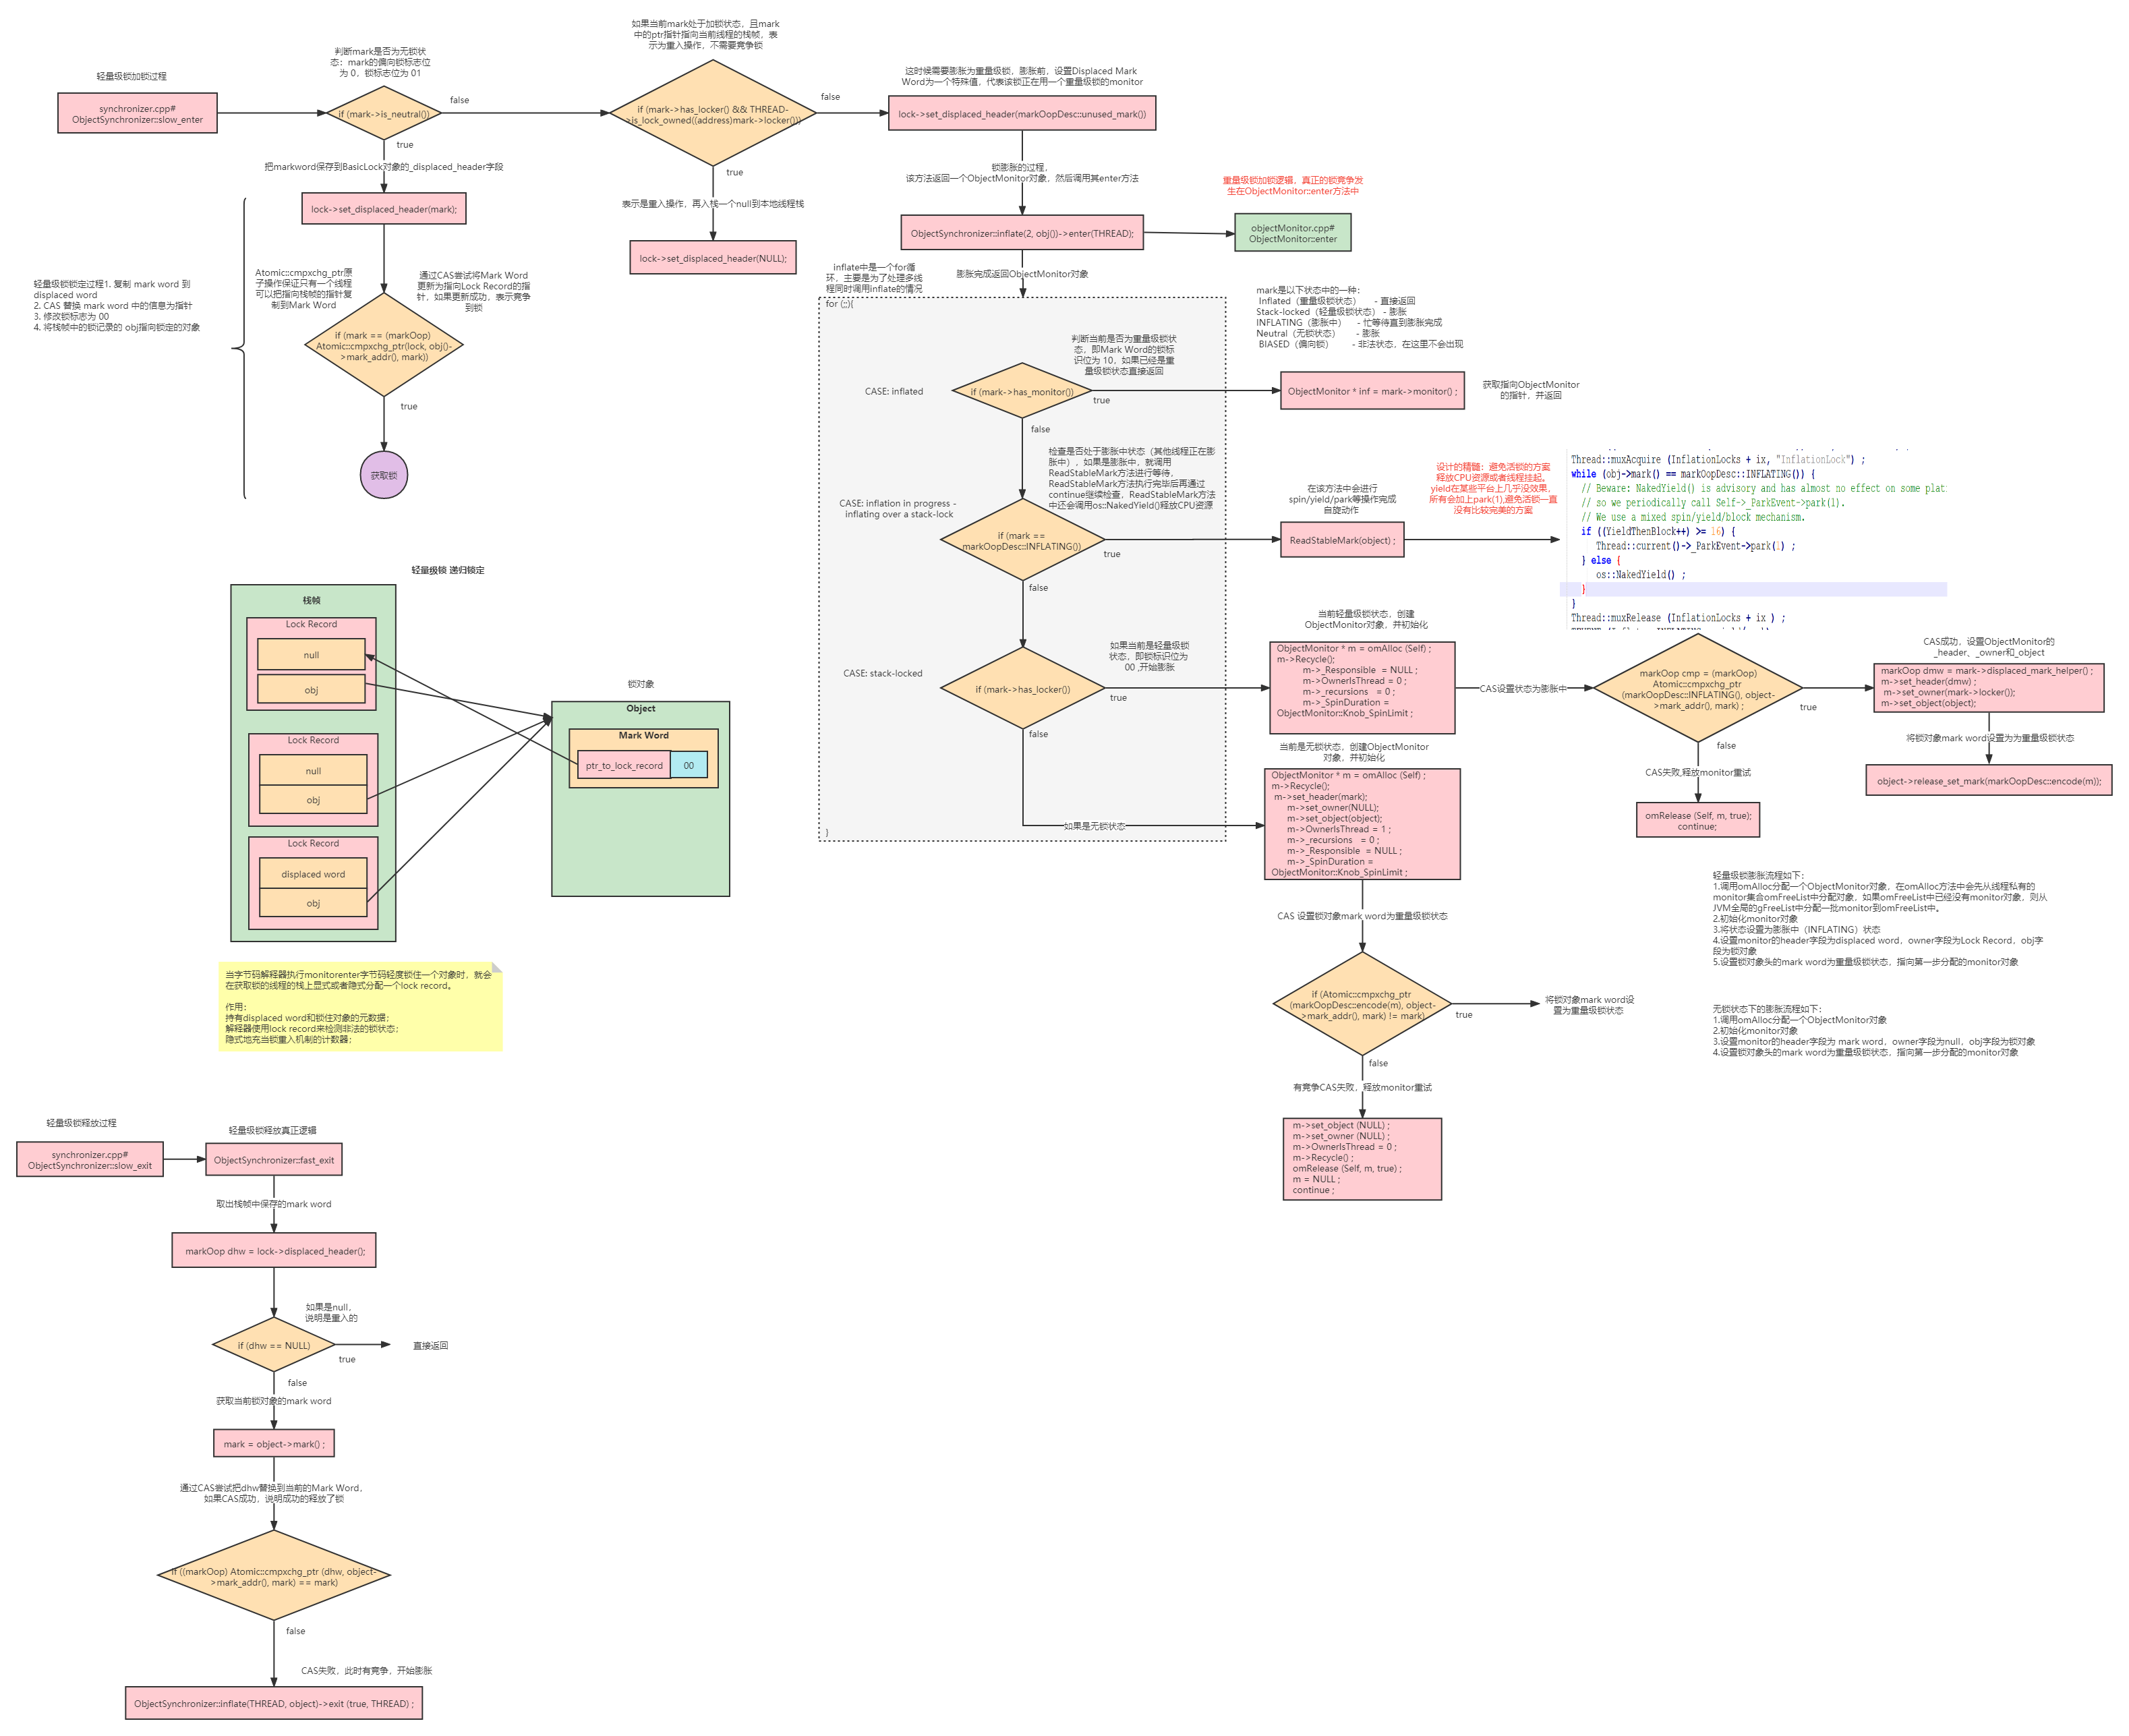 轻量级锁加锁过程
synchronizer.cpp#
ObjectSynchronizer::slow_enter
判断mark是否为无锁状
态：mark的偏向锁标志位
为 0，锁标志位为 01
if (mark->is_neutral())
false
true
如果当前mark处于加锁状态，且mark
中的ptr指针指向当前线程的栈帧，表
示为重入操作，不需要竞争锁
if (mark->has_locker() && THREAD-
>is_lock_owned((address)mark->locker()))
false
true
这时候需要膨胀为重量级锁，膨胀前，设置Displaced Mark
Word为一个特殊值，代表该锁正在用一个重量级锁的monitor
lock->set_displaced_header(markOopDesc::unused_mark())
把markword保存到BasicLock对象的_displaced_header字段
lock->set_displaced_header(mark);
表示是重入操作，再入栈一个null到本地线程栈
lock->set_displaced_header(NULL);
锁膨胀的过程，
该方法返回一个ObjectMonitor对象，然后调用其enter方法
ObjectSynchronizer::inflate(2, obj())->enter(THREAD);
重量级锁加锁逻辑，真正的锁竞争发
生在ObjectMonitor::enter方法中
objectMonitor.cpp#
ObjectMonitor::enter
轻量级锁锁定过程1. 复制 mark word 到
displaced word
2. CAS 替换 mark word 中的信息为指针
3. 修改锁标志为 00
4. 将栈帧中的锁记录的 obj指向锁定的对象
Atomic::cmpxchg_ptr原
子操作保证只有一个线程
可以把指向栈帧的指针复
制到Mark Word
通过CAS尝试将Mark Word
更新为指向Lock Record的指
针，如果更新成功，表示竞争
到锁
if (mark == (markOop)
Atomic::cmpxchg_ptr(lock, obj()-
>mark_addr(), mark))
true
获取锁
inflate中是一个for循
环，主要是为了处理多线
程同时调用inflate的情况
膨胀完成返回ObjectMonitor对象
for (;;){
mark是以下状态中的一种：
Inflated（重量级锁状态） - 直接返回
Stack-locked（轻量级锁状态） - 膨胀
INFLATING（膨胀中） - 忙等待直到膨胀完成
Neutral（无锁状态） - 膨胀
BIASED（偏向锁） - 非法状态，在这里不会出现
判断当前是否为重量级锁状
态，即Mark Word的锁标
识位为 10，如果已经是重
量级锁状态直接返回
CASE: inflated
if (mark->has_monitor())
true
false
ObjectMonitor * inf = mark->monitor() ;
获取指向ObjectMonitor
的指针，并返回
检查是否处于膨胀中状态（其他线程正在膨
胀中），如果是膨胀中，就调用
ReadStableMark方法进行等待，
ReadStableMark方法执行完毕后再通过
continue继续检查，ReadStableMark方法
中还会调用os::NakedYield()释放CPU资源
CASE: inflation in progress -
inflating over a stack-lock
if (mark ==
markOopDesc::INFLATING())
true
false
在该方法中会进行
spin/yield/park等操作完成
自旋动作
ReadStableMark(object) ;
设计的精髓：避免活锁的方案
释放CPU资源或者线程挂起。
yield在某些平台上几乎没效果，
所有会加上park(1),避免活锁一直
没有比较完美的方案
Thread::muxAcquire (InflationLocks + ix, "InflationLock") ;
while (obj->mark() == markOopDesc::INFLATING()) {
// Beware: NakedYield() is advisory and has almost no effect on some plat
// so we periodically call Self->_ParkEvent->park(1).
// We use a mixed spin/yield/block mechanism.
if ((YieldThenBlock++) >= 16) {
Thread::current()->_ParkEvent->park(1) ;
} else {
os::NakedYield() ;
}
}
Thread::muxRelease (InflationLocks + ix ) ;
CASE: stack-locked
if (mark->has_locker())
如果当前是轻量级锁
状态，即锁标识位为
00 ,开始膨胀
true
false
当前轻量级锁状态，创建
ObjectMonitor对象，并初始化
ObjectMonitor * m = omAlloc (Self) ;
m->Recycle();
m->_Responsible = NULL ;
m->OwnerIsThread = 0 ;
m->_recursions = 0 ;
m->_SpinDuration =
ObjectMonitor::Knob_SpinLimit ;
CAS设置状态为膨胀中
markOop cmp = (markOop)
Atomic::cmpxchg_ptr
(markOopDesc::INFLATING(), object-
>mark_addr(), mark) ;
true
false
CAS成功，设置ObjectMonitor的
_header、_owner和_object
markOop dmw = mark->displaced_mark_helper() ;
m->set_header(dmw) ;
m->set_owner(mark->locker());
m->set_object(object);
将锁对象mark word设置为为重量级锁状态
object->release_set_mark(markOopDesc::encode(m));
CAS失败,释放monitor重试
omRelease (Self, m, true);
continue;
如果是无锁状态
}
当前是无锁状态，创建ObjectMonitor
对象，并初始化
ObjectMonitor * m = omAlloc (Self) ;
m->Recycle();
m->set_header(mark);
m->set_owner(NULL);
m->set_object(object);
m->OwnerIsThread = 1 ;
m->_recursions = 0 ;
m->_Responsible = NULL ;
m->_SpinDuration =
ObjectMonitor::Knob_SpinLimit ;
CAS 设置锁对象mark word为重量级锁状态
if (Atomic::cmpxchg_ptr
(markOopDesc::encode(m), object-
>mark_addr(), mark) != mark)
true
将锁对象mark word设
置为重量级锁状态
false
有竞争CAS失败，释放monitor重试
m->set_object (NULL) ;
m->set_owner (NULL) ;
m->OwnerIsThread = 0 ;
m->Recycle() ;
omRelease (Self, m, true) ;
m = NULL ;
continue ;
轻量级锁膨胀流程如下：
1.调用omAlloc分配一个ObjectMonitor对象，在omAlloc方法中会先从线程私有的
monitor集合omFreeList中分配对象，如果omFreeList中已经没有monitor对象，则从
JVM全局的gFreeList中分配一批monitor到omFreeList中。
2.初始化monitor对象
3.将状态设置为膨胀中（INFLATING）状态
4.设置monitor的header字段为displaced word，owner字段为Lock Record，obj字
段为锁对象
5.设置锁对象头的mark word为重量级锁状态，指向第一步分配的monitor对象
无锁状态下的膨胀流程如下：
1.调用omAlloc分配一个ObjectMonitor对象
2.初始化monitor对象
3.设置monitor的header字段为 mark word，owner字段为null，obj字段为锁对象
4.设置锁对象头的mark word为重量级锁状态，指向第一步分配的monitor对象
轻量级锁 递归锁定
栈帧
Lock Record
null
obj
Lock Record
null
obj
Lock Record
displaced word
obj
锁对象
Object
Mark Word
ptr_to_lock_record
00
当字节码解释器执行monitorenter字节码轻度锁住一个对象时，就会
在获取锁的线程的栈上显式或者隐式分配一个lock record。
作用：
持有displaced word和锁住对象的元数据；
解释器使用lock record来检测非法的锁状态；
隐式地充当锁重入机制的计数器；
轻量级锁释放过程
synchronizer.cpp#
ObjectSynchronizer::slow_exit
轻量级锁释放真正逻辑
ObjectSynchronizer::fast_exit
取出栈帧中保存的mark word
markOop dhw = lock->displaced_header();
如果是null，
说明是重入的
if (dhw == NULL)
true
直接返回
false
获取当前锁对象的mark word
mark = object->mark() ;
通过CAS尝试把dhw替换到当前的Mark Word，
如果CAS成功，说明成功的释放了锁
if ((markOop) Atomic::cmpxchg_ptr (dhw, object-
>mark_addr(), mark) == mark)
false
CAS失败，此时有竞争，开始膨胀
ObjectSynchronizer::inflate(THREAD, object)->exit (true, THREAD) ;